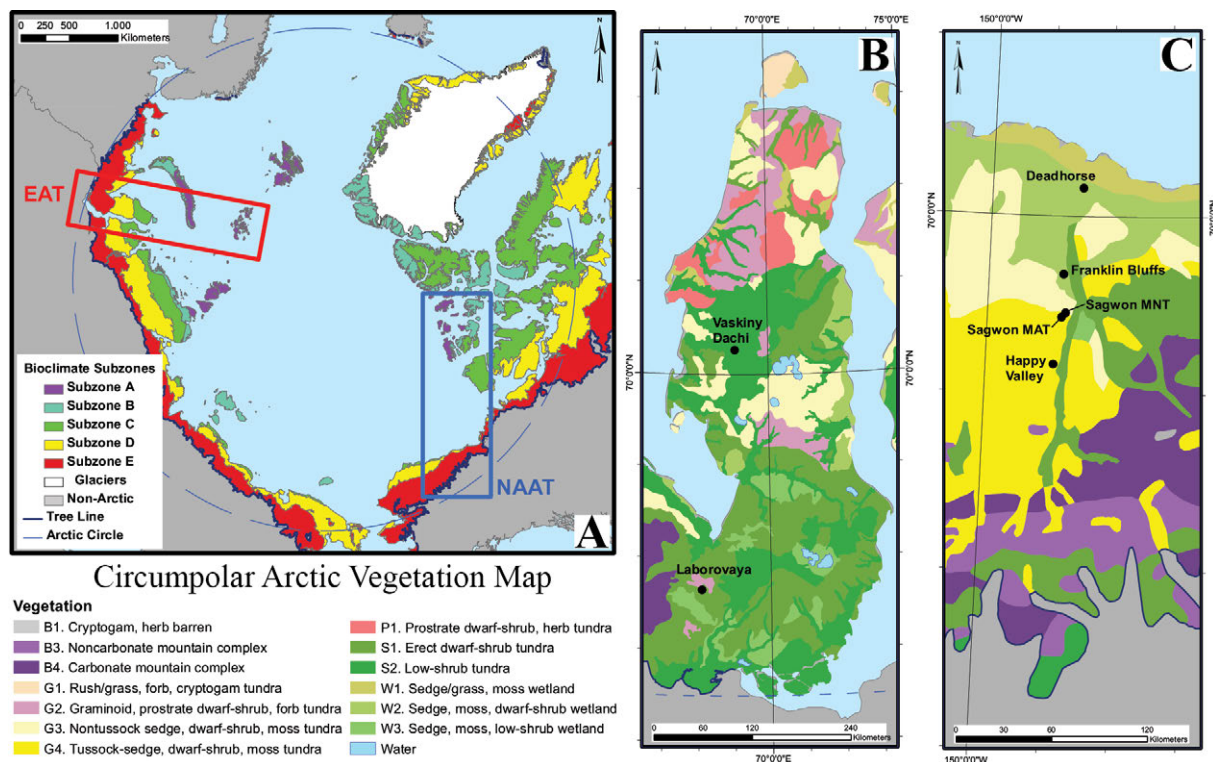 0 250 500 1.000
Kilometers
N
EAT
NAAT
Bioclimate Subzones
Subzone A
Subzone B
Subzone C
Subzone D
Subzone E
Glaciers
Non-Arctic
Tree Line
Arctic Circle
A
Circumpolar Arctic Vegetation Map
Vegetation
B1. Cryptogam, herb barren
B3. Noncarbonate mountain complex
B4. Carbonate mountain complex
G1. Rush/grass, forb, cryptogam tundra
G2. Graminoid, prostrate dwarf-shrub, forb tundra
G3. Nontussock sedge, dwarf-shrub, moss tundra
G4. Tussock-sedge, dwarf-shrub, moss tundra
P1. Prostrate dwarf-shrub, herb tundra
S1. Erect dwarf-shrub tundra
S2. Low-shrub tundra
W1. Sedge/grass, moss wetland
W2. Sedge, moss, dwarf-shrub wetland
W3. Sedge, moss, low-shrub wetland
Water
70°0'0"E
75°0'0"E
N
B
70°0'0"N
Vaskiny
Dachi
70°0'0"N
Laborovaya
0 60 120 240
Kilometers
70°0'0"E
150°0'0"W
N
C
Deadhorse
70°0'0"N
70°0'0"N
Franklin Bluffs
Sagwon MNT
Sagwon MAT
Happy
Valley
0 30 60 120
Kilometers
150°0'0"W